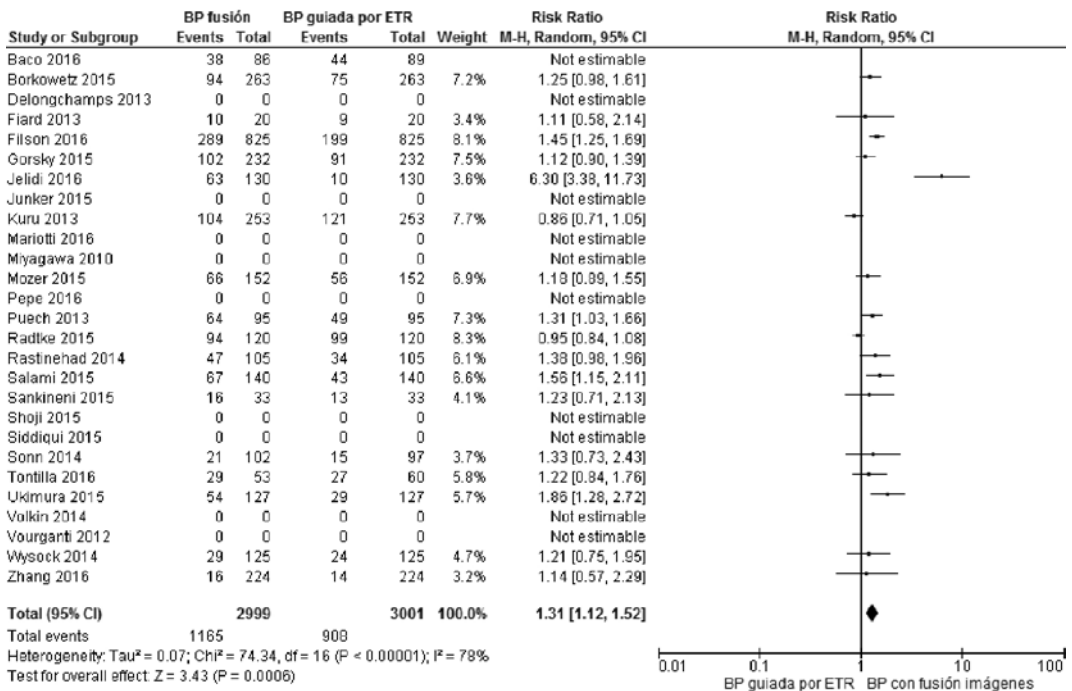 BP fusión BP guiada por ETR Risk Ratio Risk Ratio
Study or Subgroup Events Total Events Total Weight M-H, Random, 95% CI M-H, Random, 95% CI
Baco 2016 38 86 44 89 Not estimable
Borkowetz 2015 94 263 75 263 7.2% 1.25 [0.98, 1.61]
Delongchamps 2013 0 0 0 0 Not estimable
Fiard 2013 10 20 9 20 3.4% 1.11 [0.58, 2.14]
Filson 2016 289 825 199 825 8.1% 1.45 [1.25, 1.69]
Gorsky 2015 102 232 91 232 7.5% 1.12 [0.90, 1.39]
Jelidi 2016 63 130 10 130 3.6% 6.30 [3.38, 11.73]
Junker 2015 0 0 0 0 Not estimable
Kuru 2013 104 253 121 253 7.7% 0.86 [0.71, 1.05]
Mariotti 2016 0 0 0 0 Not estimable
Miyagawa 2010 0 0 0 0 Not estimable
Mozer 2015 66 152 56 152 6.9% 1.18 [0.89, 1.55]
Pepe 2016 0 0 0 0 Not estimable
Puech 2013 64 95 49 95 7.3% 1.31 [1.03, 1.66]
Radtke 2015 94 120 99 120 8.3% 0.95 [0.84, 1.08]
Rastinehad 2014 47 105 34 105 6.1% 1.38 [0.98, 1.96]
Salami 2015 67 140 43 140 6.6% 1.56 [1.15, 2.11]
Sankineni 2015 16 33 13 33 4.1% 1.23 [0.71, 2.13]
Shoji 2015 0 0 0 0 Not estimable
Siddiqui 2015 0 0 0 0 Not estimable
Sonn 2014 21 102 15 97 3.7% 1.33 [0.73, 2.43]
Tontilla 2016 29 53 27 60 5.8% 1.22 [0.84, 1.76]
Ukimura 2015 54 127 29 127 5.7% 1.86 [1.28, 2.72]
Volkin 2014 0 0 0 0 Not estimable
Vourganti 2012 0 0 0 0 Not estimable
Wysock 2014 29 125 24 125 4.7% 1.21 [0.75, 1.95]
Zhang 2016 16 224 14 224 3.2% 1.14 [0.57, 2.29]
Total (95% CI) 2999 3001 100.0% 1.31 [1.12, 1.52]
Total events 1165 908
Heterogeneity: Tau² = 0.07; Chi² = 74.34, df = 16 (P < 0.00001); I² = 78%
Test for overall effect: Z = 3.43 (P = 0.0006)
0.01 0.1 1 10 100
BP guiada por ETR BP con fusión imágenes